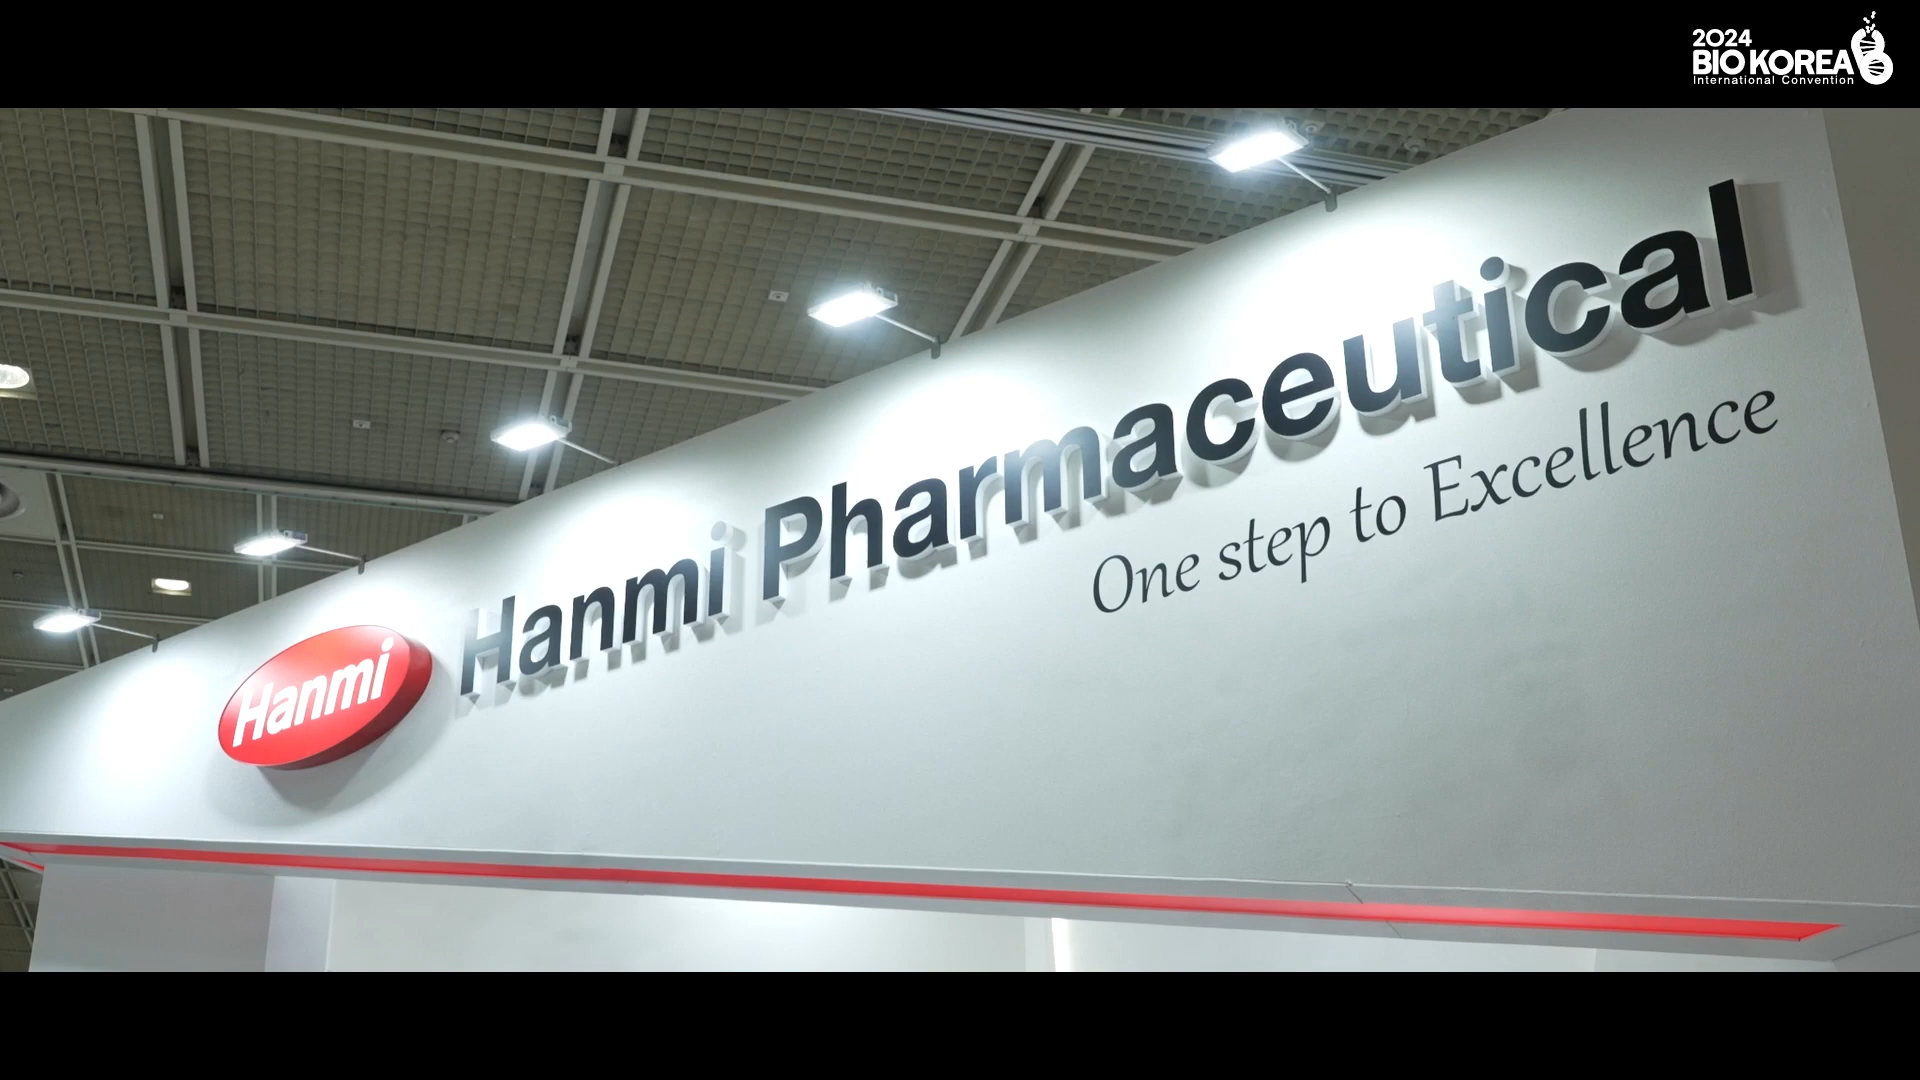 2024
BIO KOREA
International Convention
Hanmi
Hanmi Pharmaceutical
One step to Excellence